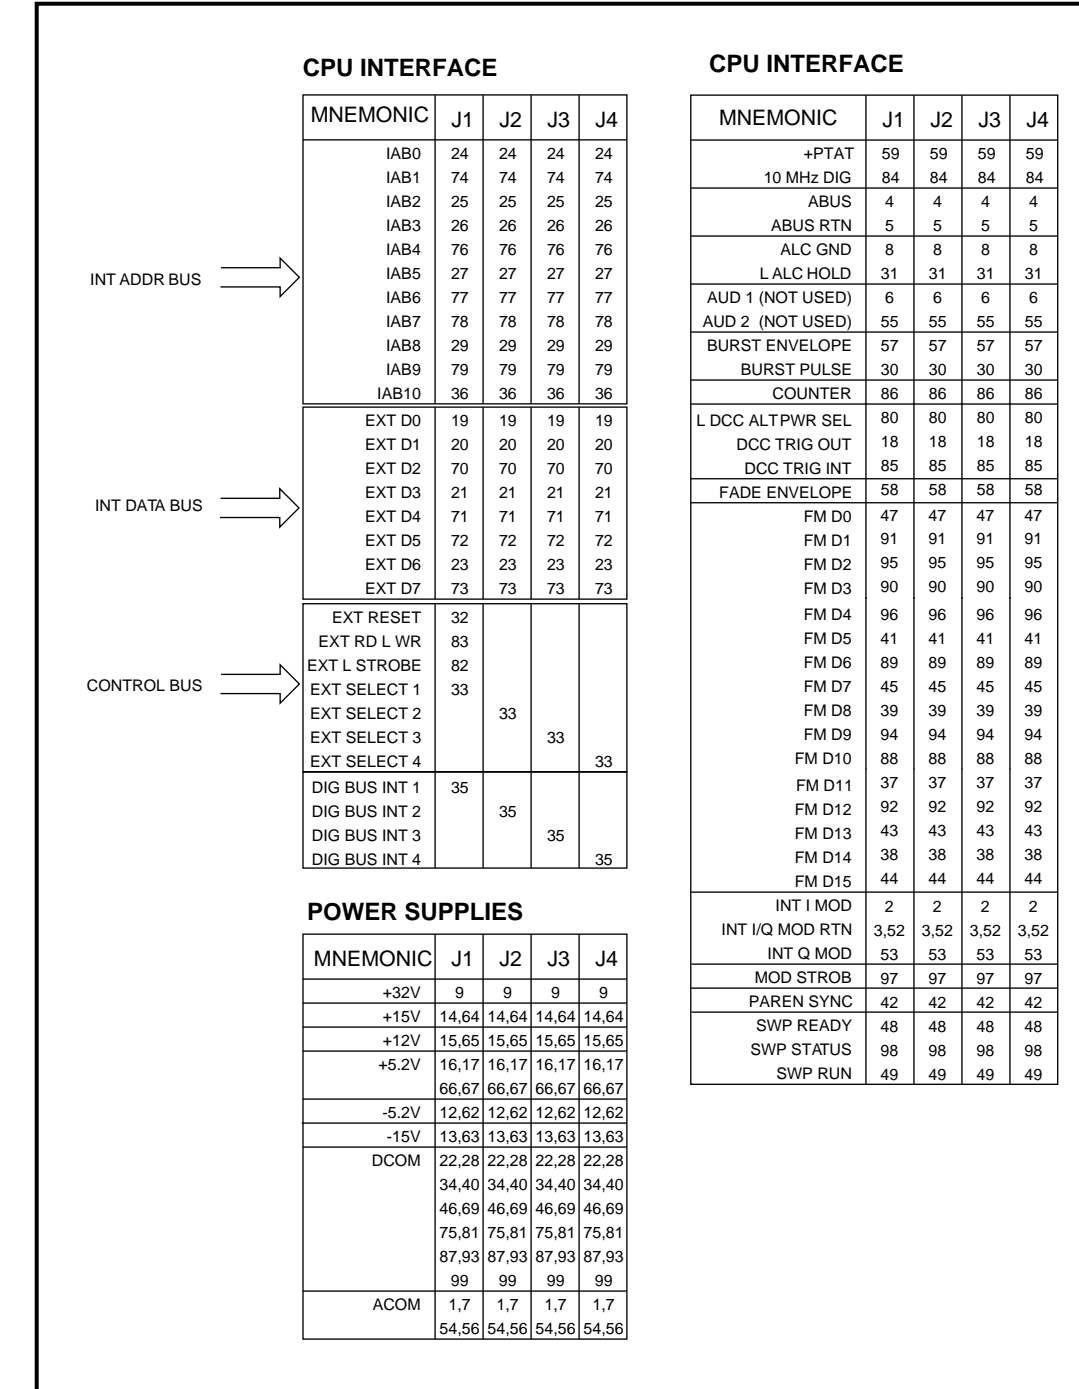 CPU INTERFACE
MNEMONIC J1 J2 J3 J4
IAB0 24 24 24 24
IAB1 74 74 74 74
IAB2 25 25 25 25
IAB3 26 26 26 26
IAB4 76 76 76 76
INT ADDR BUS IAB5 27 27 27 27
IAB6 77 77 77 77
IAB7 78 78 78 78
IAB8 29 29 29 29
IAB9 79 79 79 79
IAB10 36 36 36 36
EXT D0 19 19 19 19
EXT D1 20 20 20 20
EXT D2 70 70 70 70
EXT D3 21 21 21 21
INT DATA BUS EXT D4 71 71 71 71
EXT D5 72 72 72 72
EXT D6 23 23 23 23
EXT D7 73 73 73 73
EXT RESET 32
EXT RD L WR 83
EXT L STROBE 82
CONTROL BUS EXT SELECT 1 33
EXT SELECT 2 33
EXT SELECT 3 33
EXT SELECT 4 33
DIG BUS INT 1 35
DIG BUS INT 2 35
DIG BUS INT 3 35
DIG BUS INT 4 35
POWER SUPPLIES
MNEMONIC J1 J2 J3 J4
+32V 9 9 9 9
+15V 14,64 14,64 14,64 14,64
+12V 15,65 15,65 15,65 15,65
+5.2V 16,17 16,17 16,17 16,17
66,67 66,67 66,67 66,67
-5.2V 12,62 12,62 12,62 12,62
-15V 13,63 13,63 13,63 13,63
DCOM 22,28 22,28 22,28 22,28
34,40 34,40 34,40 34,40
46,69 46,69 46,69 46,69
75,81 75,81 75,81 75,81
87,93 87,93 87,93 87,93
99 99 99 99
ACOM 1,7 1,7 1,7 1,7
54,56 54,56 54,56 54,56
CPU INTERFACE
MNEMONIC J1 J2 J3 J4
+PTAT 59 59 59 59
10 MHz DIG 84 84 84 84
ABUS 4 4 4 4
ABUS RTN 5 5 5 5
ALC GND 8 8 8 8
L ALC HOLD 31 31 31 31
AUD 1 (NOT USED) 6 6 6 6
AUD 2 (NOT USED) 55 55 55 55
BURST ENVELOPE 57 57 57 57
BURST PULSE 30 30 30 30
COUNTER 86 86 86 86
L DCC ALTPWR SEL 80 80 80 80
DCC TRIG OUT 18 18 18 18
DCC TRIG INT 85 85 85 85
FADE ENVELOPE 58 58 58 58
FM D0 47 47 47 47
FM D1 91 91 91 91
FM D2 95 95 95 95
FM D3 90 90 90 90
FM D4 96 96 96 96
FM D5 41 41 41 41
FM D6 89 89 89 89
FM D7 45 45 45 45
FM D8 39 39 39 39
FM D9 94 94 94 94
FM D10 88 88 88 88
FM D11 37 37 37 37
FM D12 92 92 92 92
FM D13 43 43 43 43
FM D14 38 38 38 38
FM D15 44 44 44 44
INT I MOD 2 2 2 2
INT I/Q MOD RTN 3,52 3,52 3,52 3,52
INT Q MOD 53 53 53 53
MOD STROB 97 97 97 97
PAREN SYNC 42 42 42 42
SWP READY 48 48 48 48
SWP STATUS 98 98 98 98
SWP RUN 49 49 49 49